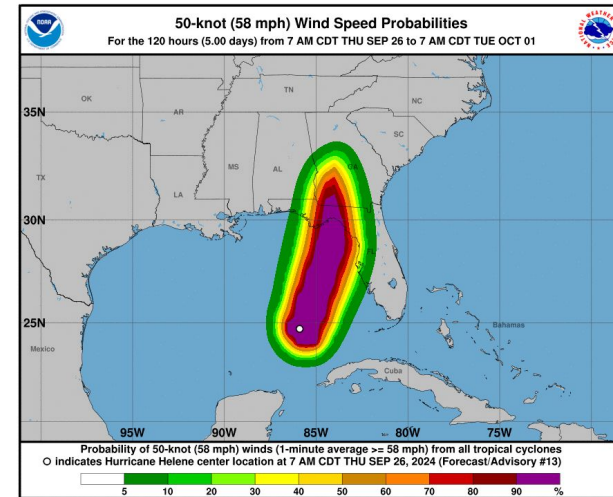 NOAA
50-knot (58 mph) Wind Speed Probabilities
For the 120 hours (5.00 days) from 7 AM CDT THU SEP 26 to 7 AM CDT TUE OCT 01
NATIONAL WEATHER SERVICE
35N
30N
25N
95W 90W 85W 80W 75W
OK
AR
TN
NC
SC
TX
LA
MS
AL
GA
FL
Mexico
Cuba
Bahamas
Probability of 50-knot (58 mph) winds (1-minute average >= 58 mph) from all tropical cyclones
O indicates Hurricane Helene center location at 7 AM CDT THU SEP 26, 2024 (Forecast/Advisory #13)
5 10 20 30 40 50 60 70 80 90 %